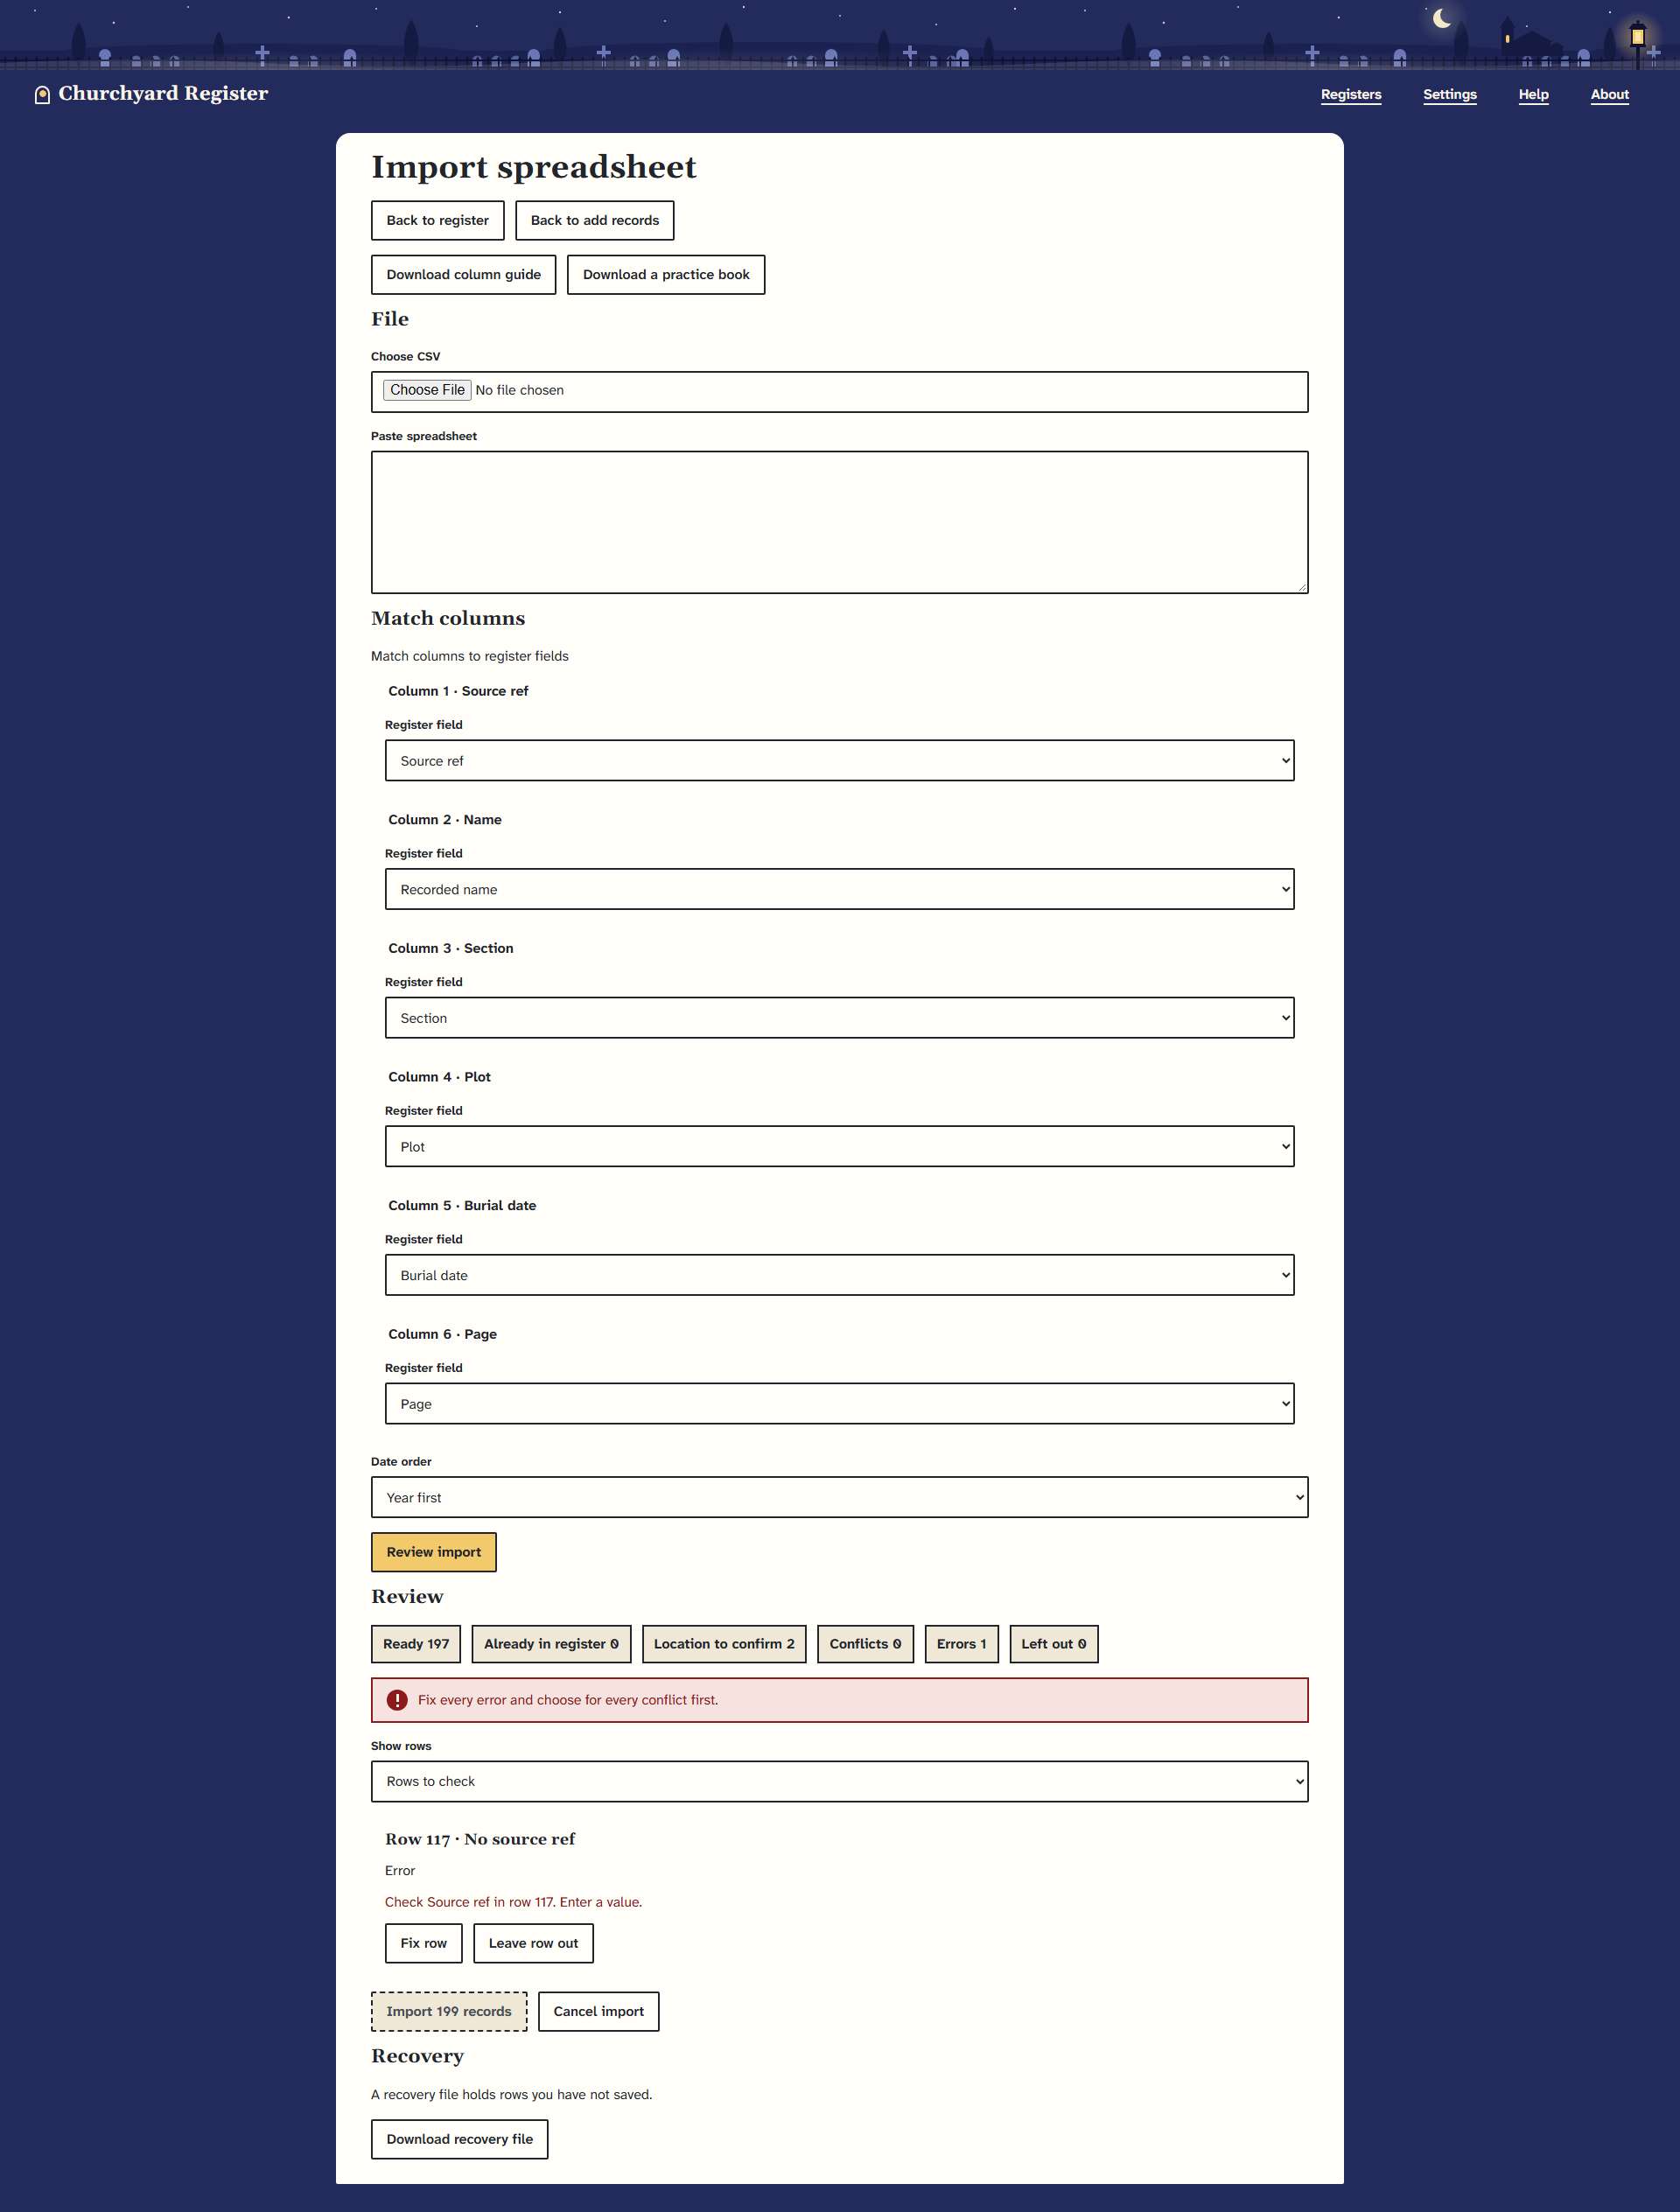 Churchyard Register
Registers Settings Help About
Import spreadsheet
Back to register Back to add records
Download column guide Download a practice book
File
Choose CSV
Choose File No file chosen
Paste spreadsheet
Match columns
Match columns to register fields
Column 1 · Source ref
Register field
Source ref
Column 2 · Name
Register field
Recorded name
Column 3 · Section
Register field
Section
Column 4 · Plot
Register field
Plot
Column 5 · Burial date
Register field
Burial date
Column 6 · Page
Register field
Page
Date order
Year first
Review import
Review
Ready 197 Already in register 0 Location to confirm 2 Conflicts 0 Errors 1 Left out 0
Fix every error and choose for every conflict first.
Show rows
Rows to check
Row 117 · No source ref
Error
Check Source ref in row 117. Enter a value.
Fix row Leave row out
Import 199 records Cancel import
Recovery
A recovery file holds rows you have not saved.
Download recovery file